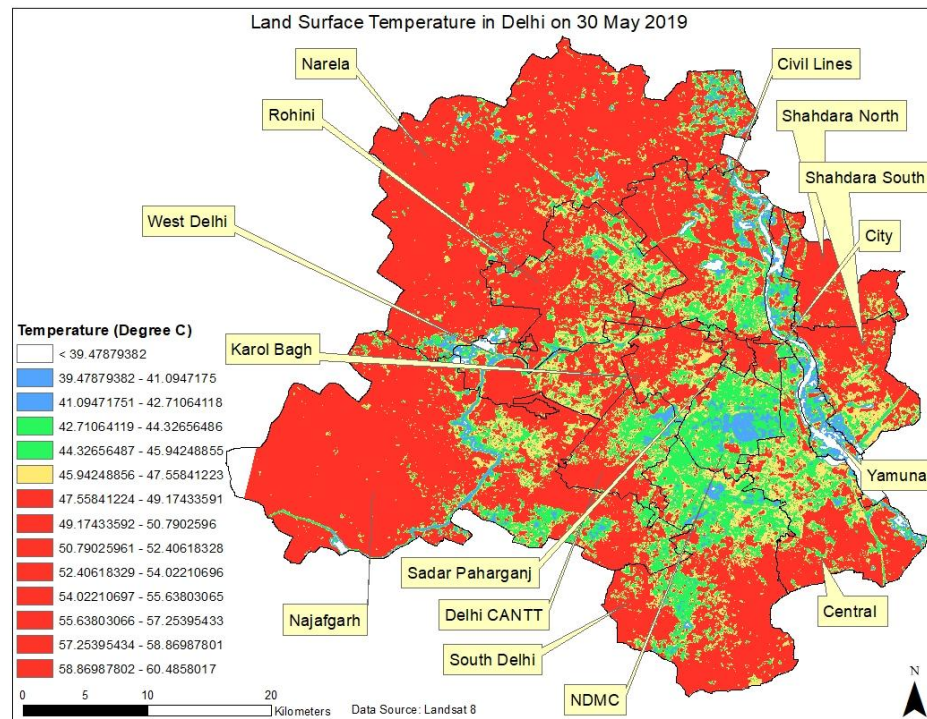 Land Surface Temperature in Delhi on 30 May 2019
Narela
Civil Lines
Rohini
Shahdara North
Shahdara South
West Delhi
City
Temperature (Degree C)
< 39.47879382
39.47879382 - 41.0947175
41.09471751 - 42.71064118
42.71064119 - 44.32656486
44.32656487 - 45.94248855
45.94248856 - 47.55841223
47.55841224 - 49.17433591
49.17433592 - 50.7902596
50.79025961 - 52.40618328
52.40618329 - 54.02210696
54.02210697 - 55.63803065
55.63803066 - 57.25395433
57.25395434 - 58.86987801
58.86987802 - 60.4858017
Karol Bagh
Yamuna
Sadar Paharganj
Najafgarh
Delhi CANTT
Central
South Delhi
NDMC
0 5 10 20
Kilometers
Data Source: Landsat 8
N